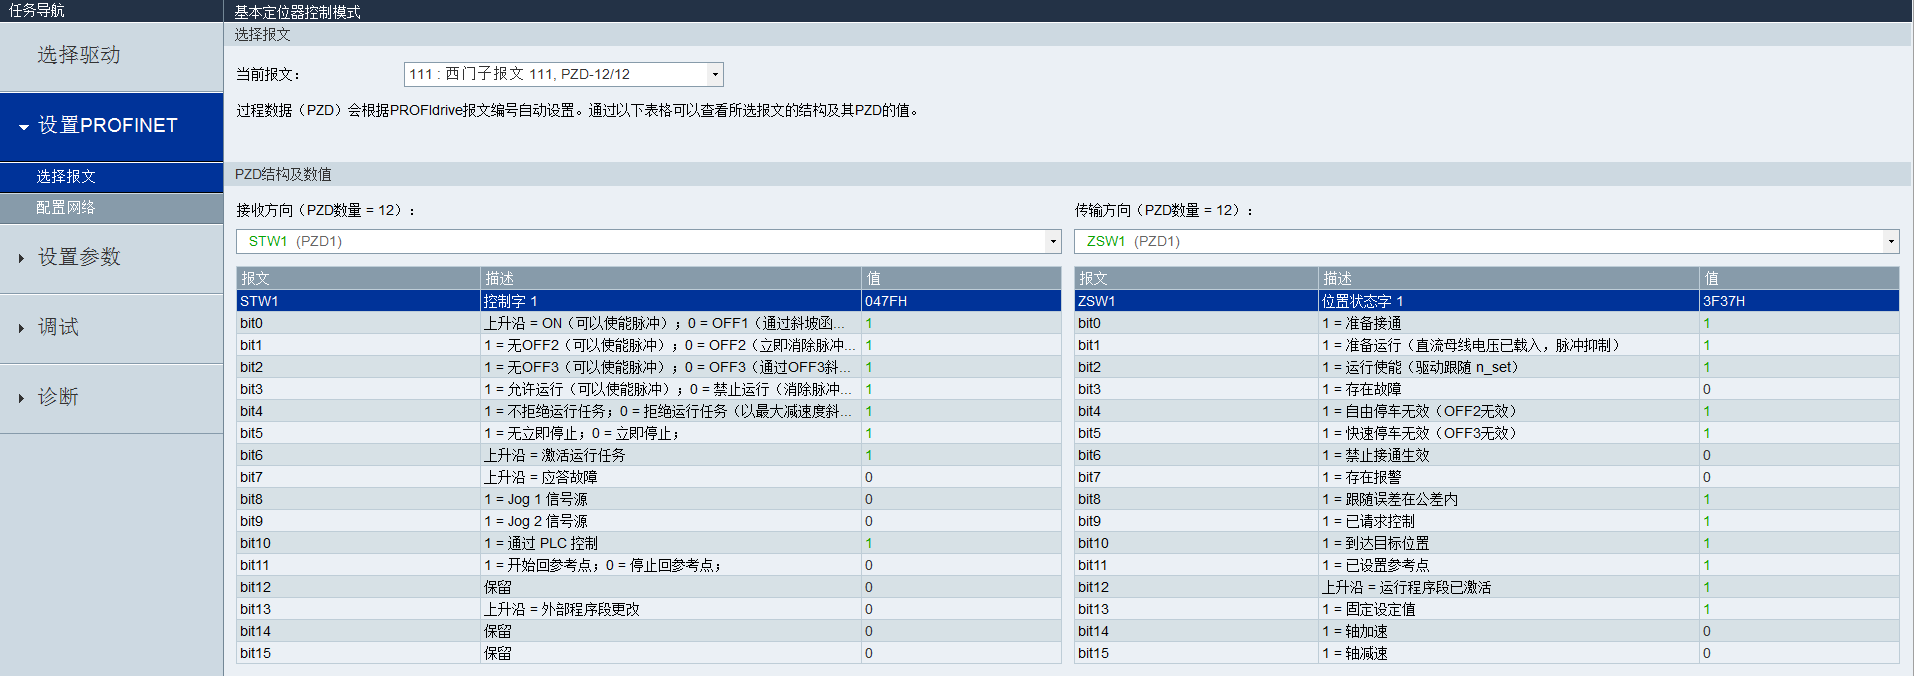 任务导航
基本定位器控制模式
选择驱动
设置PROFINET
选择报文
配置网络
设置参数
调试
诊断
选择报文
当前报文：
111 : 西门子报文 111, PZD-12/12
过程数据（PZD）会根据PROFIdrive报文编号自动设置。通过以下表格可以查看所选报文的结构及其PZD的值。
PZD结构及数值
接收方向（PZD数量 = 12）：
STW1 (PZD1)
报文 描述 值
STW1 控制字 1 047FH
bit0 上升沿 = ON（可以使能脉冲）；0 = OFF1（通过斜坡函... 1
bit1 1 = 无OFF2（可以使能脉冲）；0 = OFF2（立即消除脉冲... 1
bit2 1 = 无OFF3（可以使能脉冲）；0 = OFF3（通过OFF3斜... 1
bit3 1 = 允许运行（可以使能脉冲）；0 = 禁止运行（消除脉冲... 1
bit4 1 = 不拒绝运行任务；0 = 拒绝运行任务（以最大减速度斜... 1
bit5 1 = 无立即停止；0 = 立即停止； 1
bit6 上升沿 = 激活运行任务 1
bit7 上升沿 = 应答故障 0
bit8 1 = Jog 1 信号源 0
bit9 1 = Jog 2 信号源 0
bit10 1 = 通过 PLC 控制 1
bit11 1 = 开始回参考点；0 = 停止回参考点； 0
bit12 保留 0
bit13 上升沿 = 外部程序段更改 0
bit14 保留 0
bit15 保留 0
传输方向（PZD数量 = 12）：
ZSW1 (PZD1)
报文 描述 值
ZSW1 位置状态字 1 3F37H
bit0 1 = 准备接通 1
bit1 1 = 准备运行（直流母线电压已载入，脉冲抑制） 1
bit2 1 = 运行使能（驱动跟随 n_set） 1
bit3 1 = 存在故障 0
bit4 1 = 自由停车无效（OFF2无效） 1
bit5 1 = 快速停车无效（OFF3无效） 1
bit6 1 = 禁止接通生效 0
bit7 1 = 存在报警 0
bit8 1 = 跟随误差在公差内 1
bit9 1 = 已请求控制 1
bit10 1 = 到达目标位置 1
bit11 1 = 已设置参考点 1
bit12 上升沿 = 运行程序段已激活 1
bit13 1 = 固定设定值 1
bit14 1 = 轴加速 0
bit15 1 = 轴减速 0